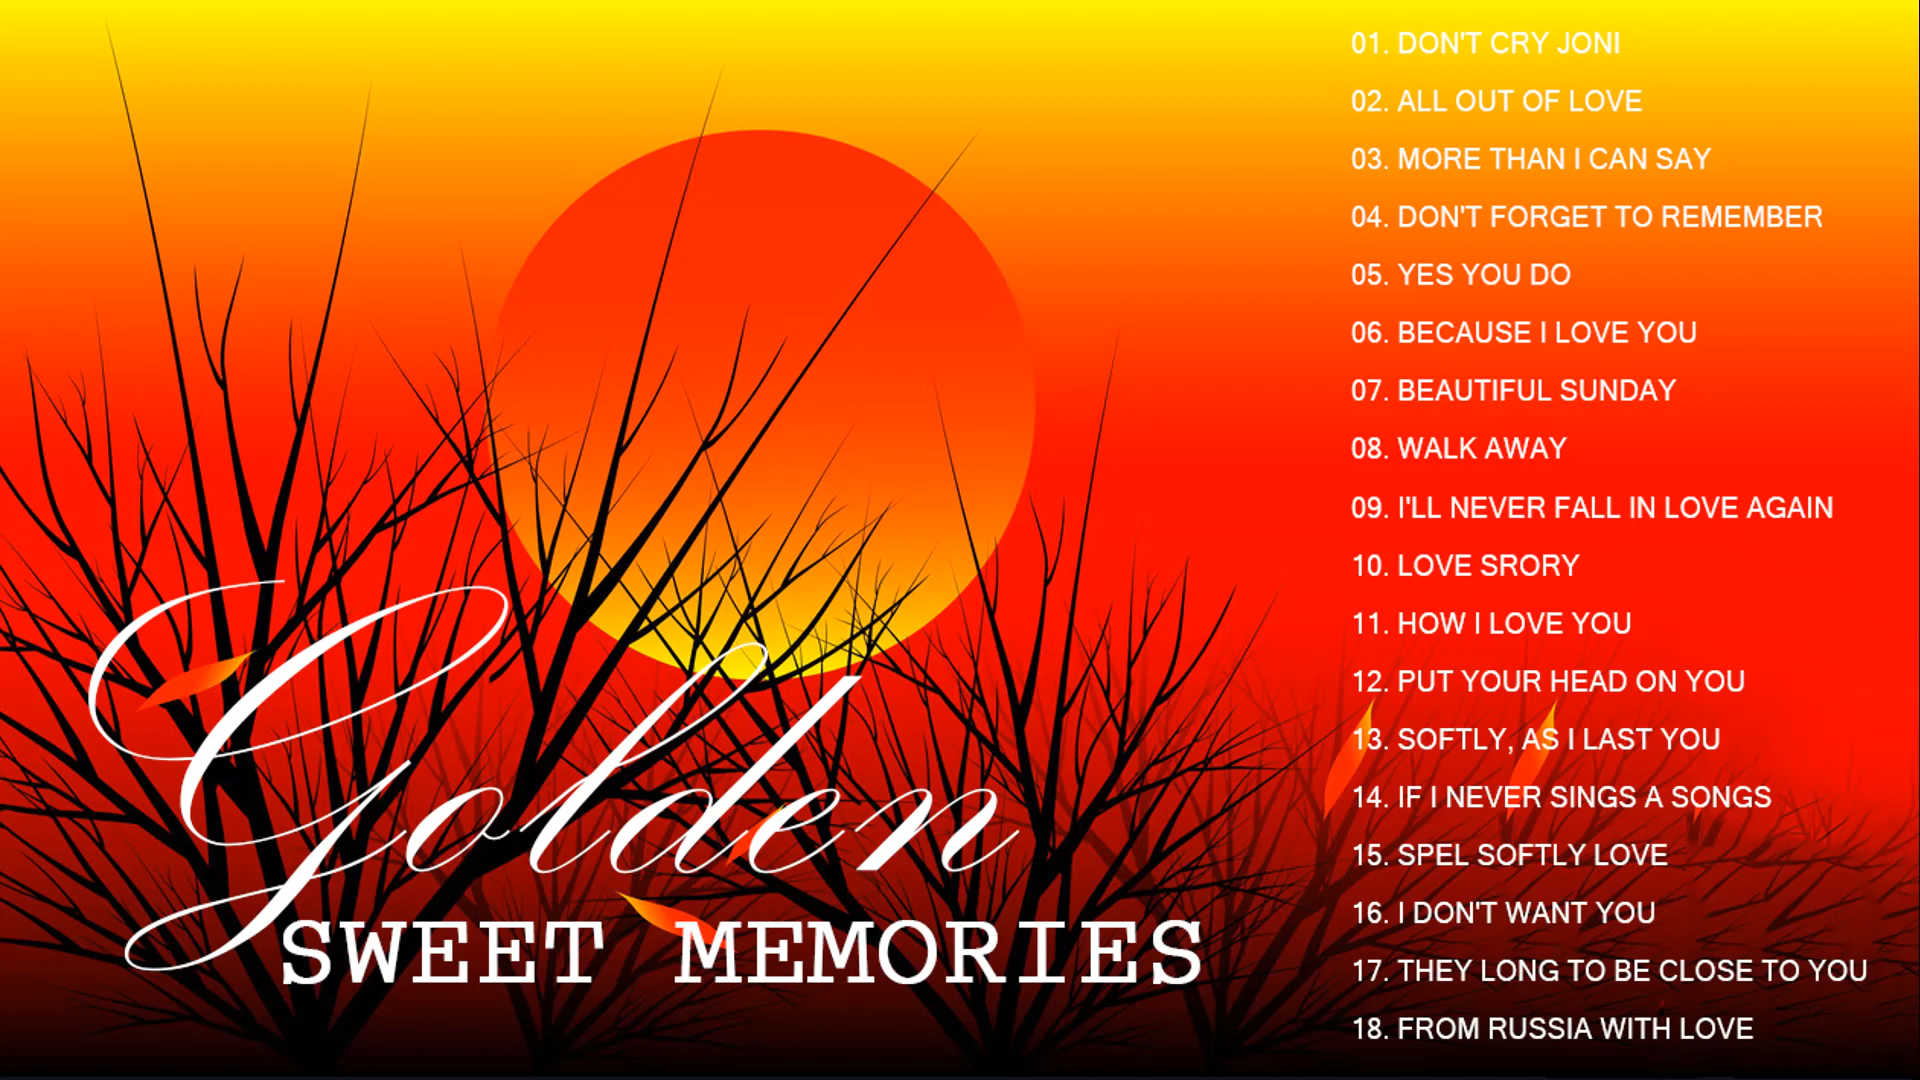 Golden
SWEET MEMORIES
01. DON'T CRY JONI
02. ALL OUT OF LOVE
03. MORE THAN I CAN SAY
04. DON'T FORGET TO REMEMBER
05. YES YOU DO
06. BECAUSE I LOVE YOU
07. BEAUTIFUL SUNDAY
08. WALK AWAY
09. I'LL NEVER FALL IN LOVE AGAIN
10. LOVE SRORY
11. HOW I LOVE YOU
12. PUT YOUR HEAD ON YOU
13. SOFTLY, AS I LAST YOU
14. IF I NEVER SINGS A SONGS
15. SPEL SOFTLY LOVE
16. I DON'T WANT YOU
17. THEY LONG TO BE CLOSE TO YOU
18. FROM RUSSIA WITH LOVE